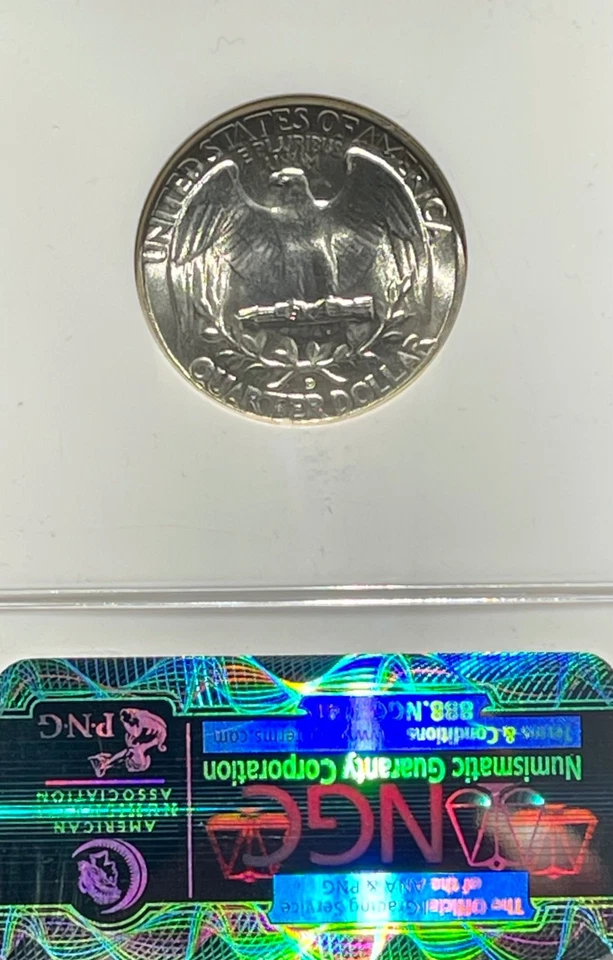 UNITED STATES OF AMERICA
E PLURIBUS
UNUM
D
QUARTER DOLLAR
The Official Grading Service
of the ANA & PNG
NGC
Numismatic Guaranty Corporation
Terms & Conditions
888.NGC
P·N·G
AMERICAN
NUMISMATIC
ASSOCIATION